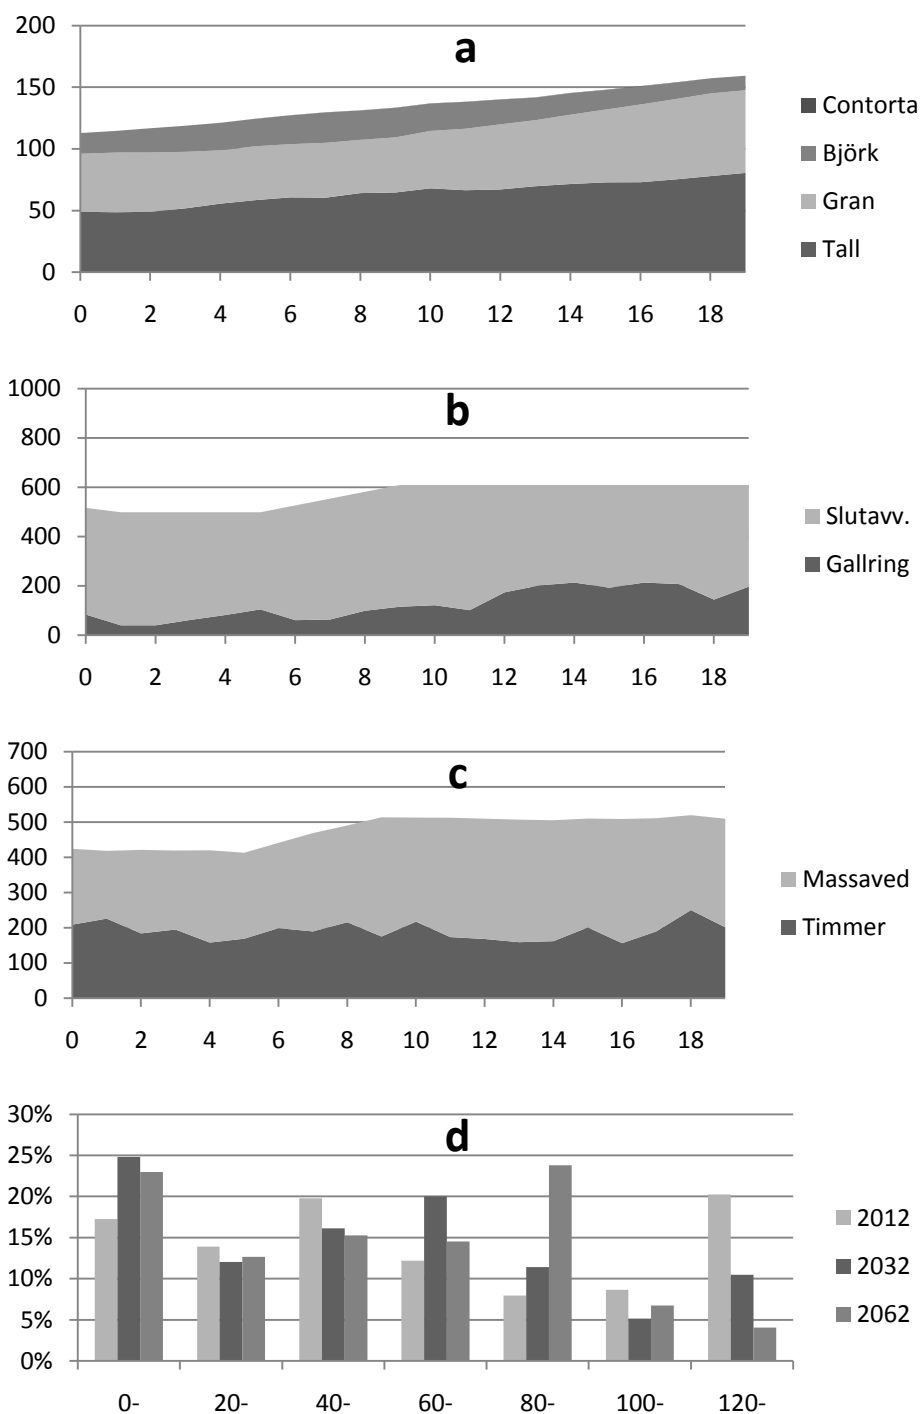 a
200
150
100
50
0
0 2 4 6 8 10 12 14 16 18
Contorta
Björk
Gran
Tall
b
1000
800
600
400
200
0
0 2 4 6 8 10 12 14 16 18
Slutavv.
Gallring
c
700
600
500
400
300
200
100
0
0 2 4 6 8 10 12 14 16 18
Massaved
Timmer
d
30%
25%
20%
15%
10%
5%
0%
0- 20- 40- 60- 80- 100- 120-
2012
2032
2062